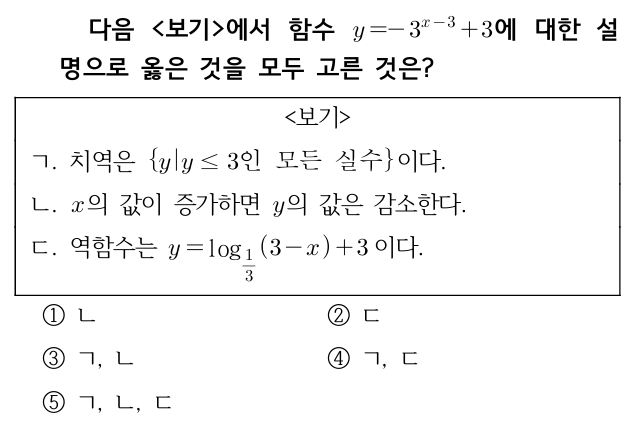 다음 <보기>에서 함수 y=−3^{x−3}+3에 대한 설
명으로 옳은 것을 모두 고른 것은?
<보기>
ㄱ. 치역은 {y|y ≤ 3인 모든 실수}이다.
ㄴ. x의 값이 증가하면 y의 값은 감소한다.
ㄷ. 역함수는 y=log_{\frac{1}{3}}(3−x)+3 이다.
① ㄴ ② ㄷ
③ ㄱ, ㄴ ④ ㄱ, ㄷ
⑤ ㄱ, ㄴ, ㄷ